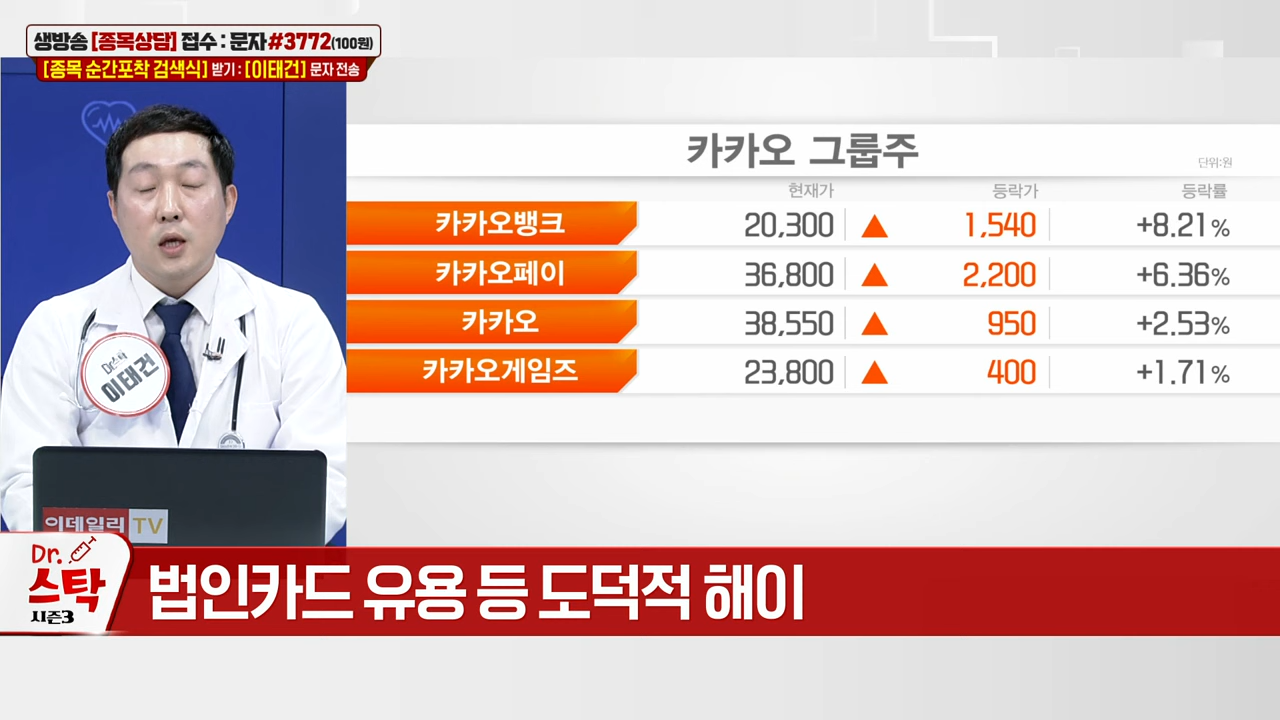 생방송 [종목상담] 접수 : 문자#3772(100원)
[종목 순간포착 검색식] 받기 : [이태건] 문자 전송
카카오 그룹주
단위:원
현재가 등락가 등락률
카카오뱅크 20,300 ▲ 1,540 +8.21%
카카오페이 36,800 ▲ 2,200 +6.36%
카카오 38,550 ▲ 950 +2.53%
카카오게임즈 23,800 ▲ 400 +1.71%
Dr.스탁
이태건
이데일리 TV
Dr.
스탁
시즌3
법인카드 유용 등 도덕적 해이